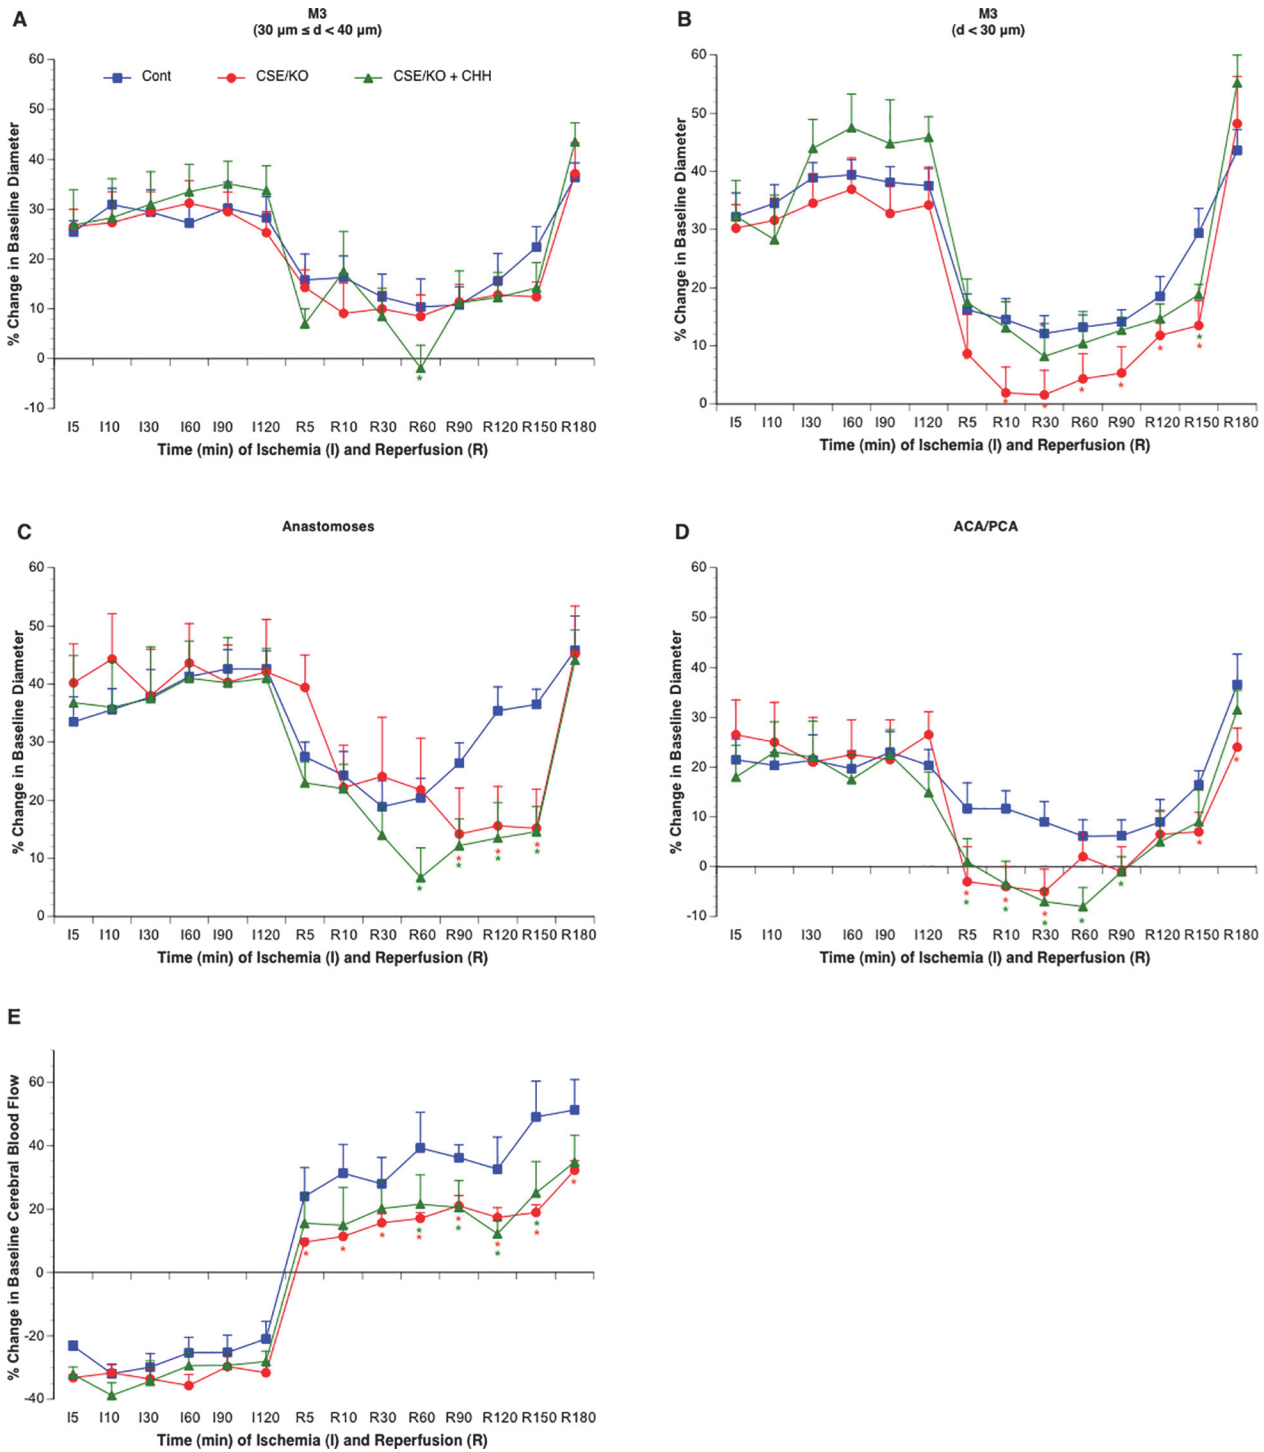 A
M3
(30 µm ≤ d < 40 µm)
Cont
CSE/KO
CSE/KO + CHH
% Change in Baseline Diameter
60
50
40
30
20
10
0
-10
I5 I10 I30 I60 I90 I120 R5 R10 R30 R60 R90 R120 R150 R180
Time (min) of Ischemia (I) and Reperfusion (R)
B
M3
(d < 30 µm)
% Change in Baseline Diameter
60
50
40
30
20
10
0
* * * * * * *
I5 I10 I30 I60 I90 I120 R5 R10 R30 R60 R90 R120 R150 R180
Time (min) of Ischemia (I) and Reperfusion (R)
C
Anastomoses
% Change in Baseline Diameter
60
50
40
30
20
10
0
I5 I10 I30 I60 I90 I120 R5 R10 R30 R60 R90 R120 R150 R180
Time (min) of Ischemia (I) and Reperfusion (R)
D
ACA/PCA
% Change in Baseline Diameter
60
50
40
30
20
10
0
-10
I5 I10 I30 I60 I90 I120 R5 R10 R30 R60 R90 R120 R150 R180
Time (min) of Ischemia (I) and Reperfusion (R)
E
% Change in Baseline Cerebral Blood Flow
60
40
20
0
-20
-40
I5 I10 I30 I60 I90 I120 R5 R10 R30 R60 R90 R120 R150 R180
Time (min) of Ischemia (I) and Reperfusion (R)